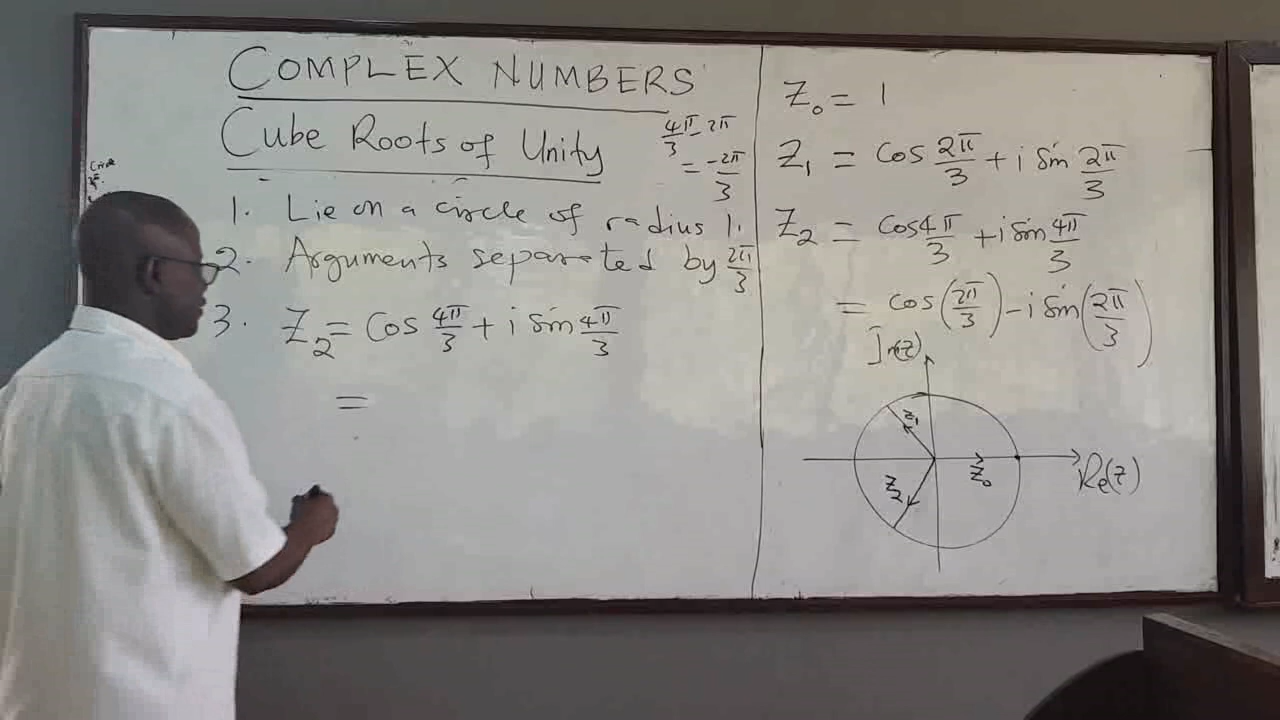 COMPLEX NUMBERS
Cube Roots of Unity
4π/3 - 2π
= -2π/3
1. Lie on a circle of radius 1.
2. Arguments separated by 2π/3
3. Z₂ = Cos 4π/3 + i sin 4π/3
=
Z₀ = 1
Z₁ = Cos 2π/3 + i sin 2π/3
Z₂ = Cos 4π/3 + i sin 4π/3
= Cos (2π/3) - i sin (2π/3)
Z₁
Z₂
Z₀
Re(z)